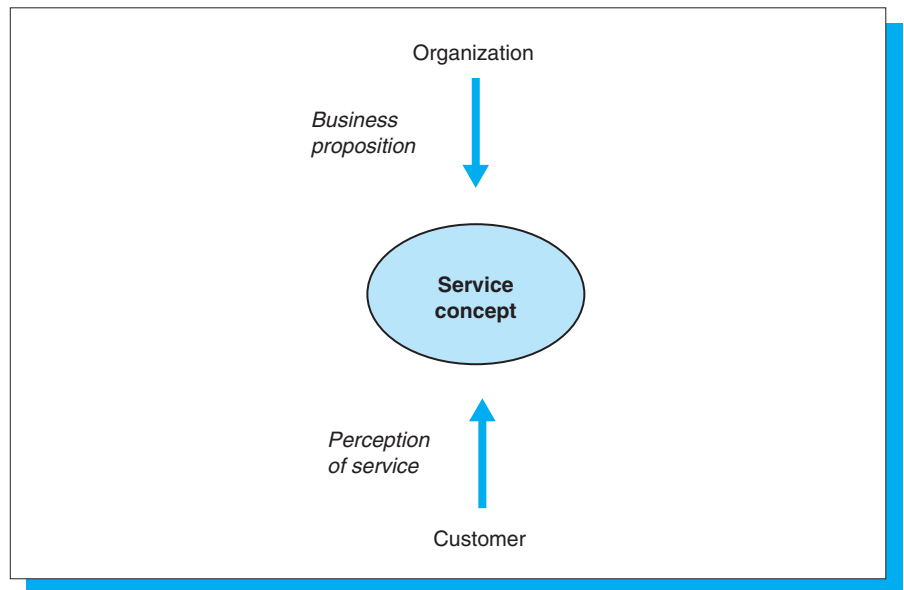 Organization
Business
proposition
Service
concept
Perception
of service
Customer